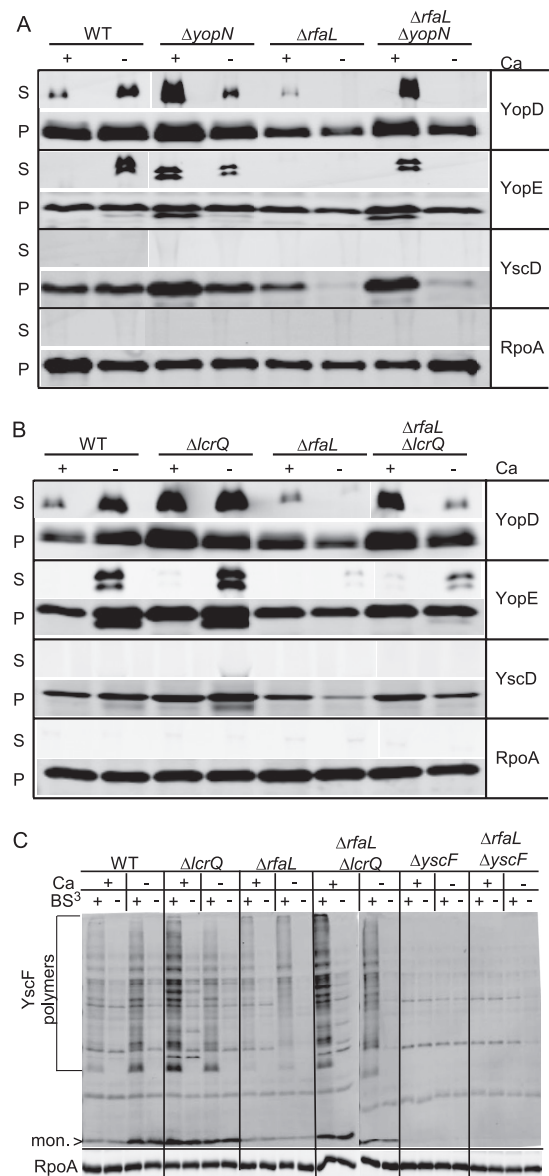 A
WT ΔyopN ΔrfaL ΔrfaL ΔyopN
+ - + - + - + - Ca
S
P
YopD
S
P
YopE
S
P
YscD
S
P
RpoA
B
WT ΔlcrQ ΔrfaL ΔrfaL ΔlcrQ
+ - + - + - + - Ca
S
P
YopD
S
P
YopE
S
P
YscD
S
P
RpoA
C
WT ΔlcrQ ΔrfaL ΔrfaL ΔlcrQ ΔyscF ΔrfaL ΔyscF
Ca + - + - + - + - + - + -
BS³ + - + - + - + - + - + - + - + - + - + - + - + -
YscF polymers
mon. >
RpoA